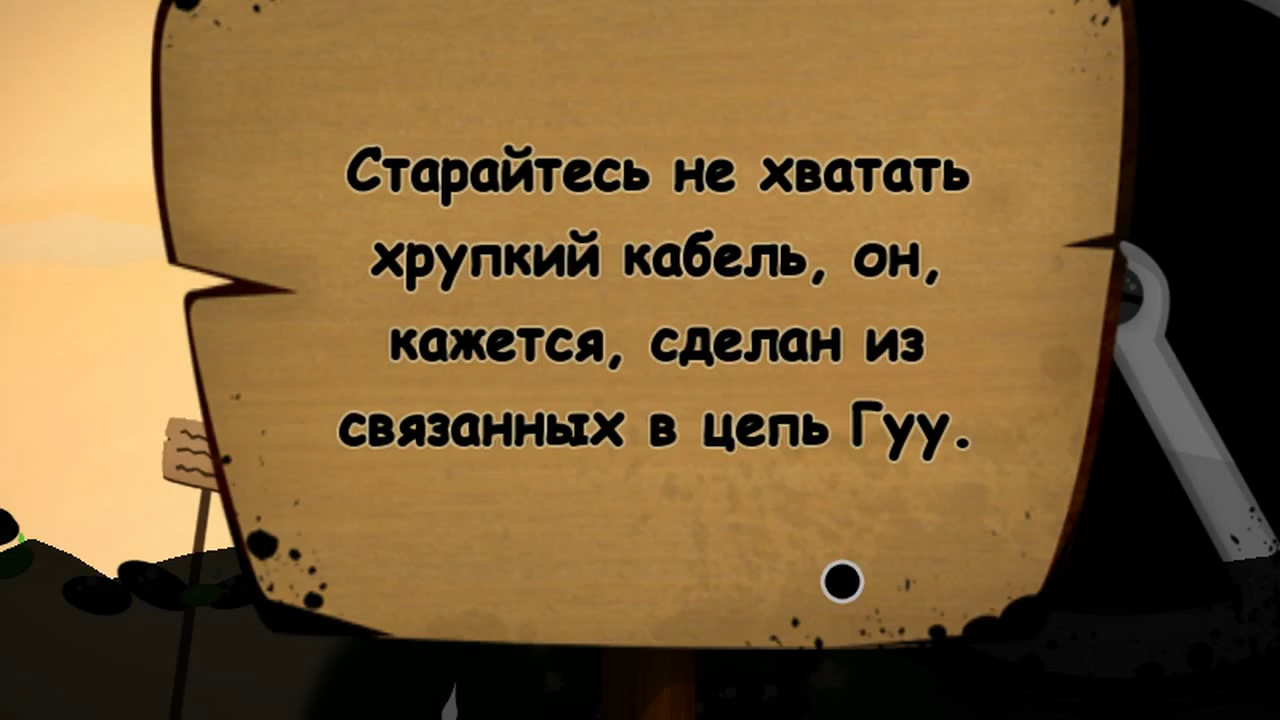 Старайтесь не хватать
хрупкий кабель, он,
кажется, сделан из
связанных в цепь Гуу.